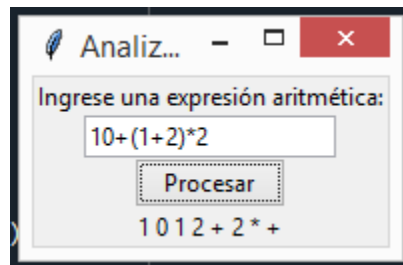 Analiz...
Ingrese una expresión aritmética:
10+(1+2)*2
Procesar
1 0 1 2 + 2 * +